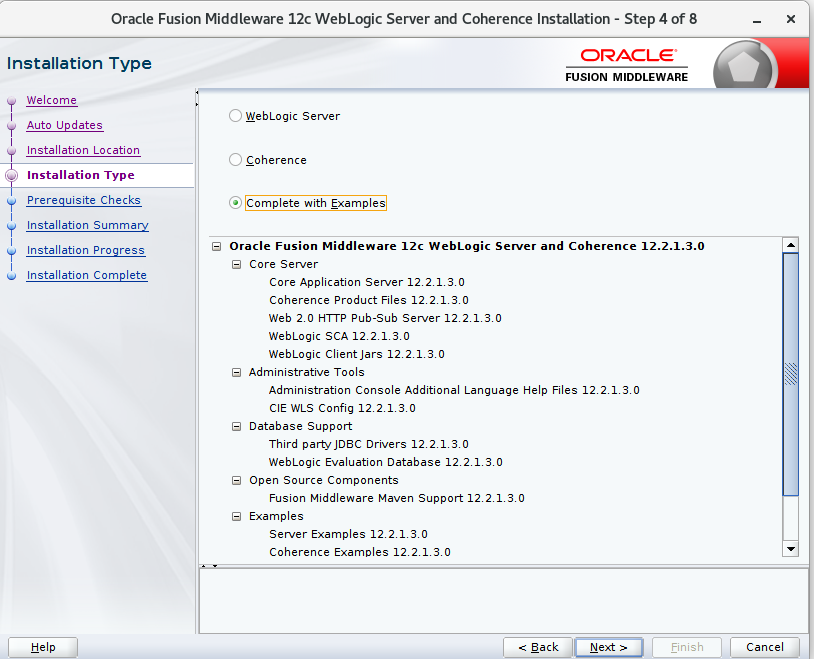 Oracle Fusion Middleware 12c WebLogic Server and Coherence Installation - Step 4 of 8
Installation Type
ORACLE
FUSION MIDDLEWARE
Welcome
Auto Updates
Installation Location
Installation Type
Prerequisite Checks
Installation Summary
Installation Progress
Installation Complete
WebLogic Server
Coherence
Complete with Examples
Oracle Fusion Middleware 12c WebLogic Server and Coherence 12.2.1.3.0
Core Server
Core Application Server 12.2.1.3.0
Coherence Product Files 12.2.1.3.0
Web 2.0 HTTP Pub-Sub Server 12.2.1.3.0
WebLogic SCA 12.2.1.3.0
WebLogic Client Jars 12.2.1.3.0
Administrative Tools
Administration Console Additional Language Help Files 12.2.1.3.0
CIE WLS Config 12.2.1.3.0
Database Support
Third party JDBC Drivers 12.2.1.3.0
WebLogic Evaluation Database 12.2.1.3.0
Open Source Components
Fusion Middleware Maven Support 12.2.1.3.0
Examples
Server Examples 12.2.1.3.0
Coherence Examples 12.2.1.3.0
Help
< Back
Next >
Finish
Cancel